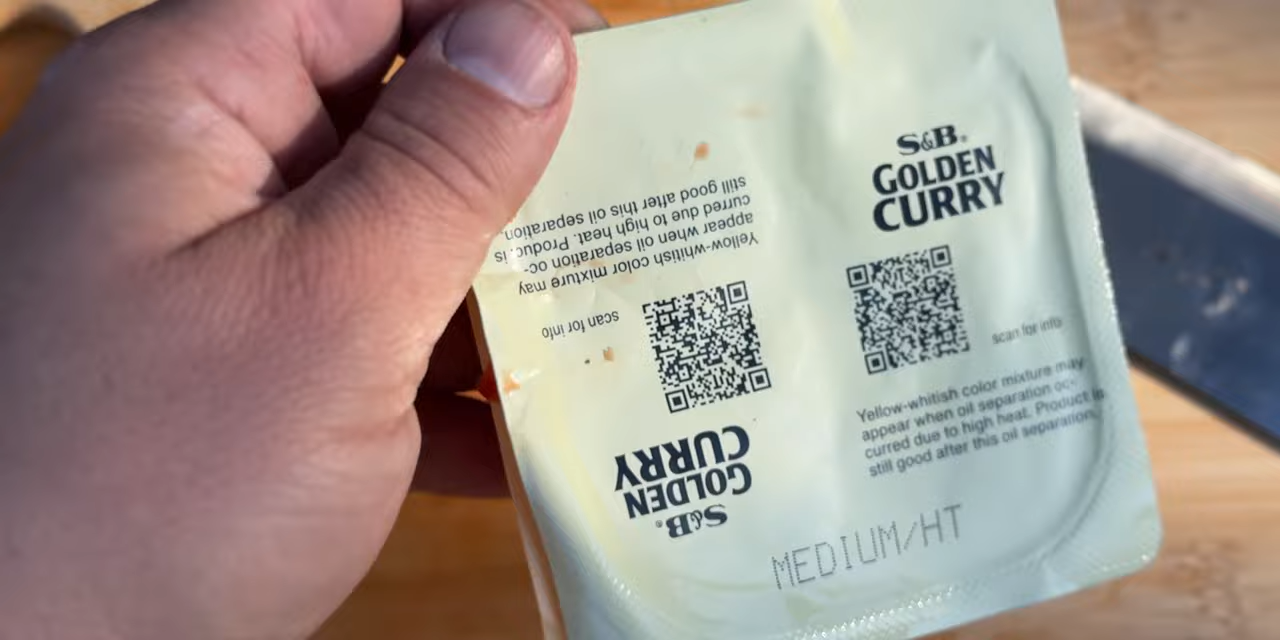 S&B®
GOLDEN
CURRY
scan for info
Yellow-whitish color mixture may
appear when oil separation oc-
curred due to high heat. Product is
still good after this oil separation.
MEDIUM/HT
S&B®
GOLDEN
CURRY
scan for info
Yellow-whitish color mixture may
appear when oil separation oc-
curred due to high heat. Product is
still good after this oil separation.